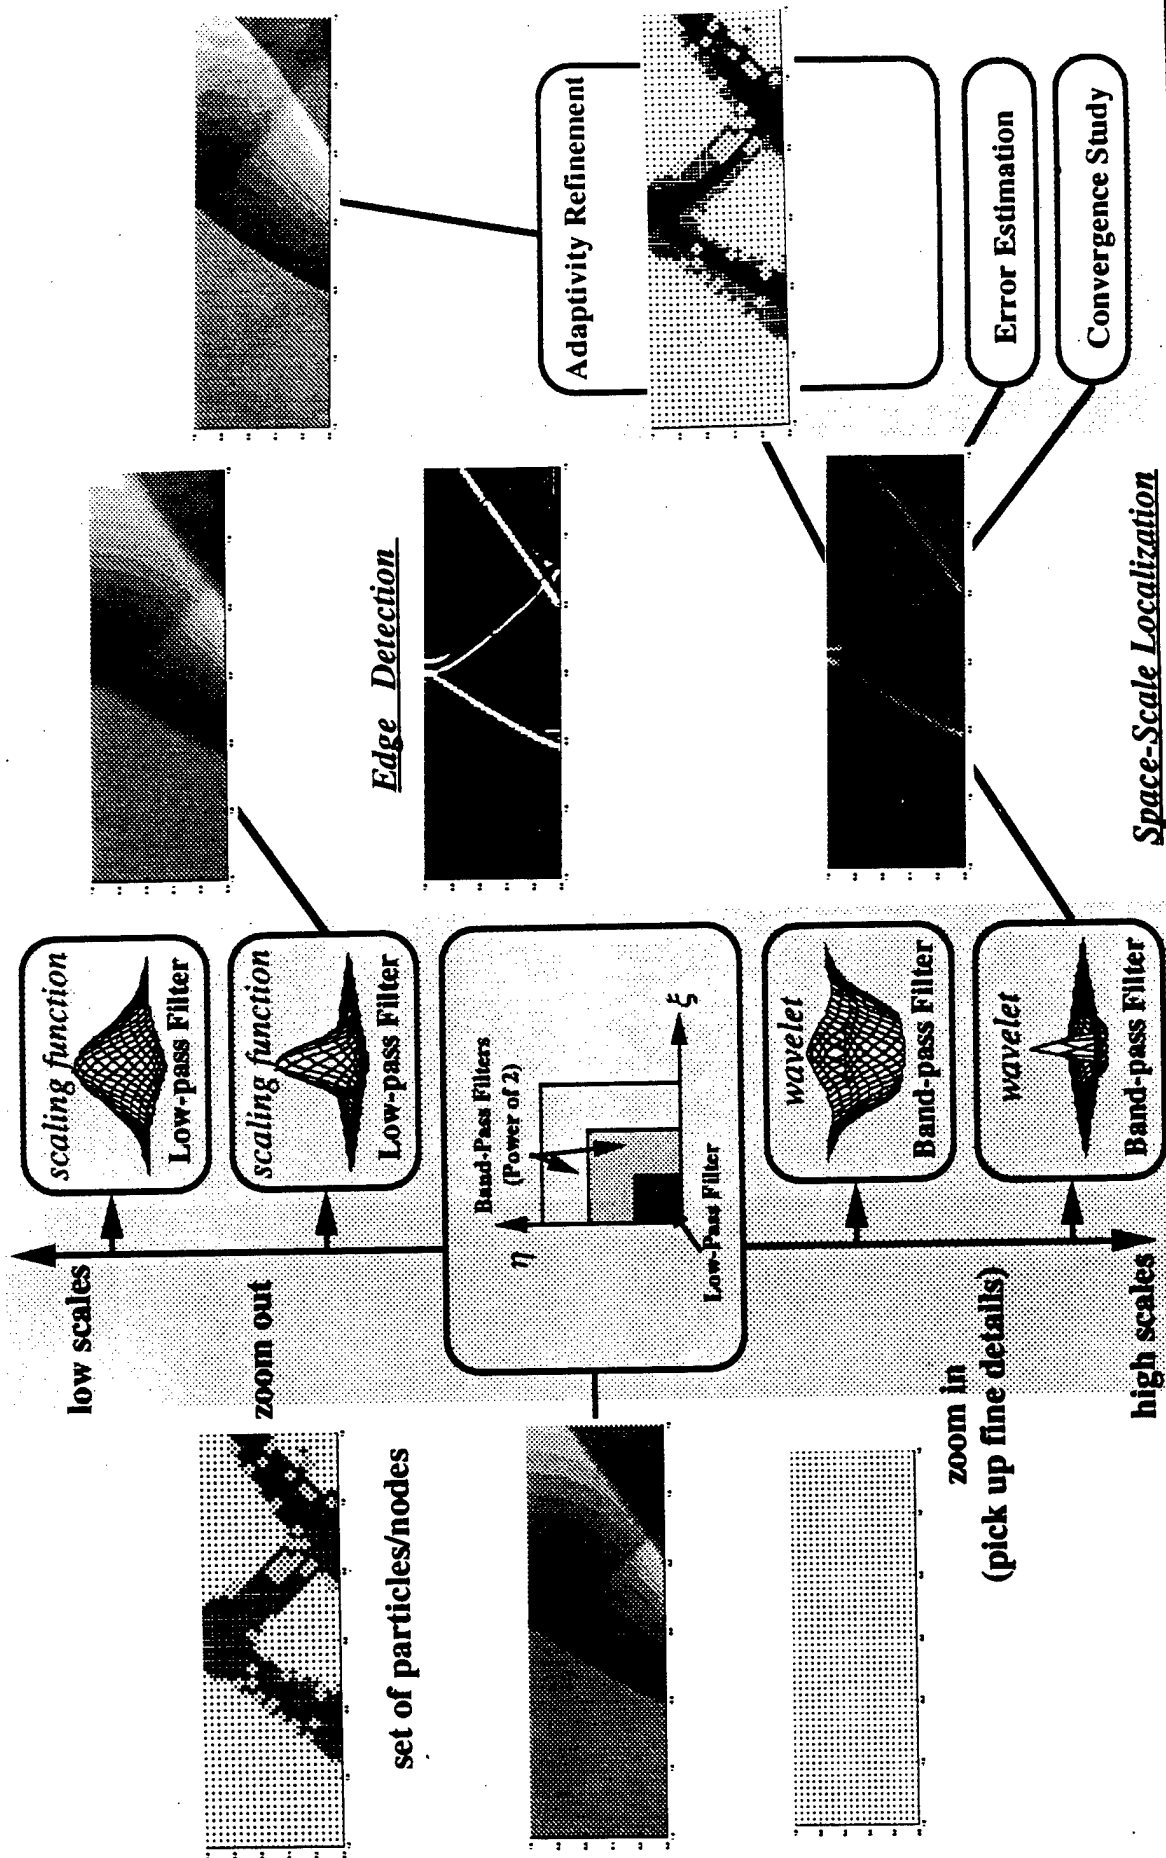 low scales
scaling function
Low-pass Filter
zoom out
scaling function
Low-pass Filter
set of particles/nodes
Band-Pass Filters
(Power of 2)
η
ξ
Low-Pass Filter
Edge Detection
Adaptivity Refinement
wavelet
Band-pass Filter
zoom in
(pick up fine details)
wavelet
Band-pass Filter
high scales
Error Estimation
Convergence Study
Space-Scale Localization